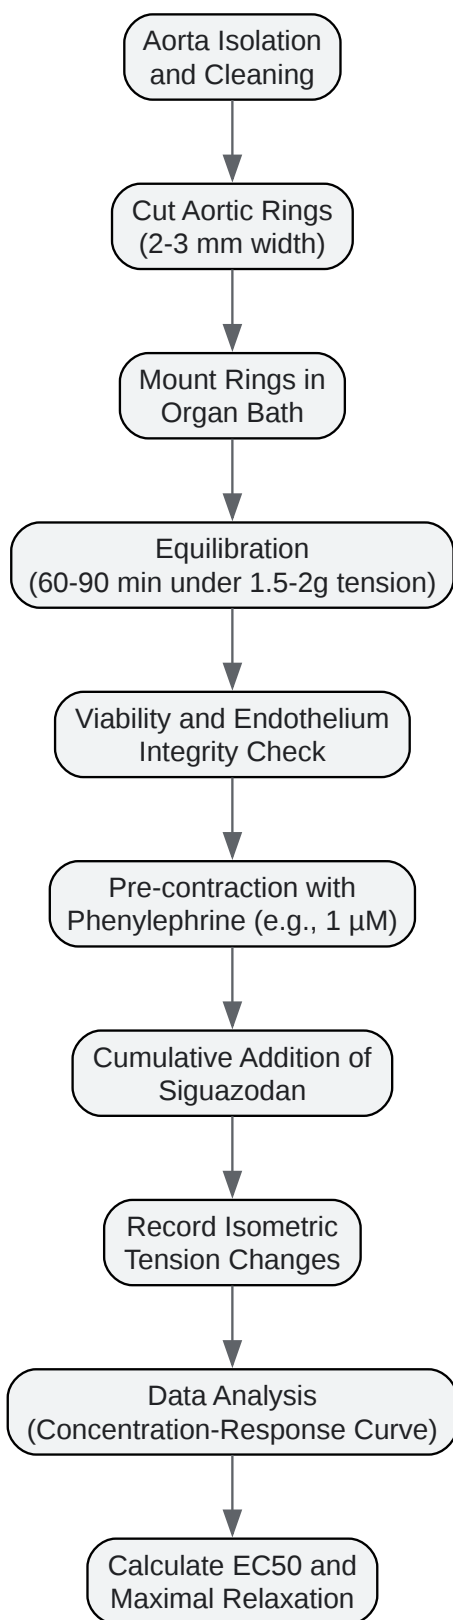 Aorta Isolation
and Cleaning
Cut Aortic Rings
(2-3 mm width)
Mount Rings in
Organ Bath
Equilibration
(60-90 min under 1.5-2g tension)
Viability and Endothelium
Integrity Check
Pre-contraction with
Phenylephrine (e.g., 1 µM)
Cumulative Addition of
Siguazodan
Record Isometric
Tension Changes
Data Analysis
(Concentration-Response Curve)
Calculate EC50 and
Maximal Relaxation